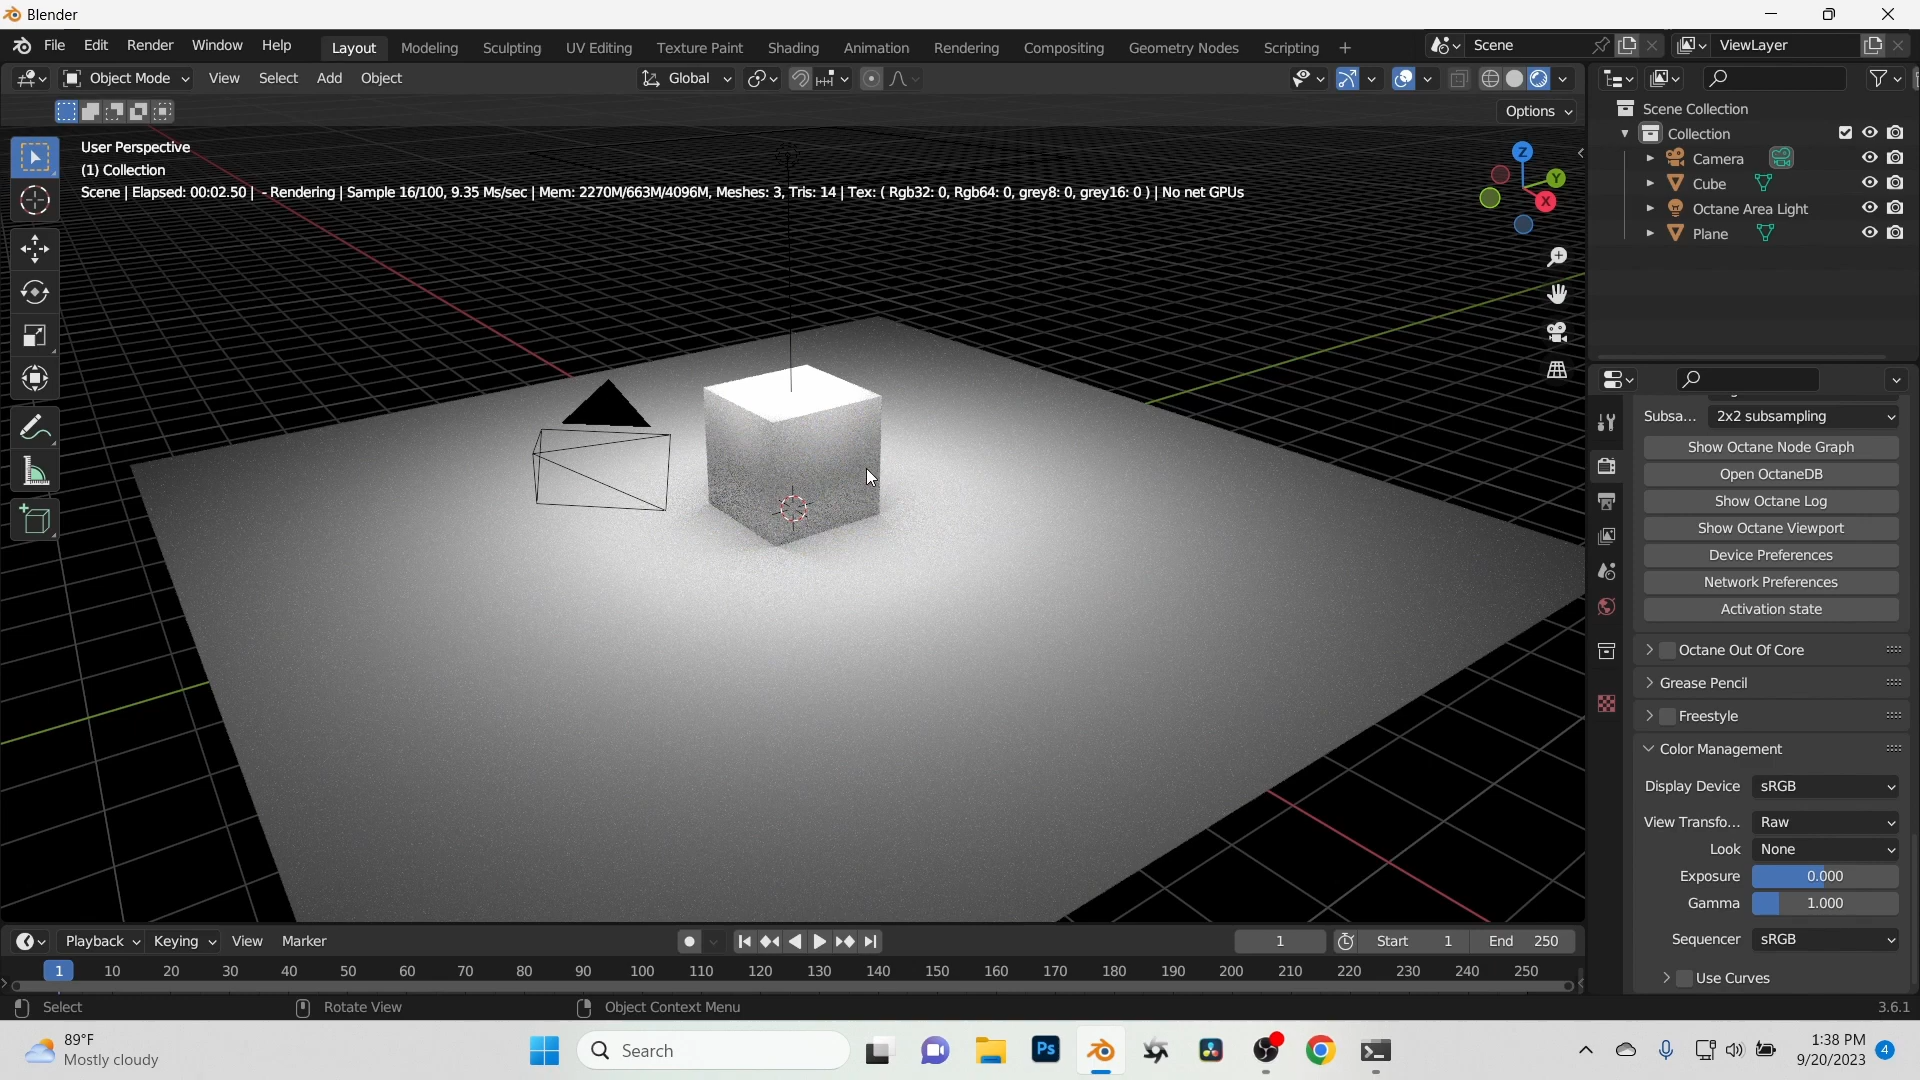 Blender
File Edit Render Window Help Layout Modeling Sculpting UV Editing Texture Paint Shading Animation Rendering Compositing Geometry Nodes Scripting + Scene ViewLayer
Object Mode View Select Add Object Global
Options
User Perspective
(1) Collection
Scene | Elapsed: 00:02.50 | - Rendering | Sample 16/100, 9.35 Ms/sec | Mem: 2270M/663M/4096M, Meshes: 3, Tris: 14 | Tex: ( Rgb32: 0, Rgb64: 0, grey8: 0, grey16: 0 ) | No net GPUs
Z
Y
X
Scene Collection
Collection
Camera
Cube
Octane Area Light
Plane
Subsa... 2x2 subsampling
Show Octane Node Graph
Open OctaneDB
Show Octane Log
Show Octane Viewport
Device Preferences
Network Preferences
Activation state
Octane Out Of Core
Grease Pencil
Freestyle
Color Management
Display Device sRGB
View Transfo... Raw
Look None
Exposure 0.000
Gamma 1.000
Sequencer sRGB
Use Curves
Playback Keying View Marker 1 Start 1 End 250
1 10 20 30 40 50 60 70 80 90 100 110 120 130 140 150 160 170 180 190 200 210 220 230 240 250
Select Rotate View Object Context Menu 3.6.1
89°F
Mostly cloudy
Search
Ps
1:38 PM
9/20/2023
4